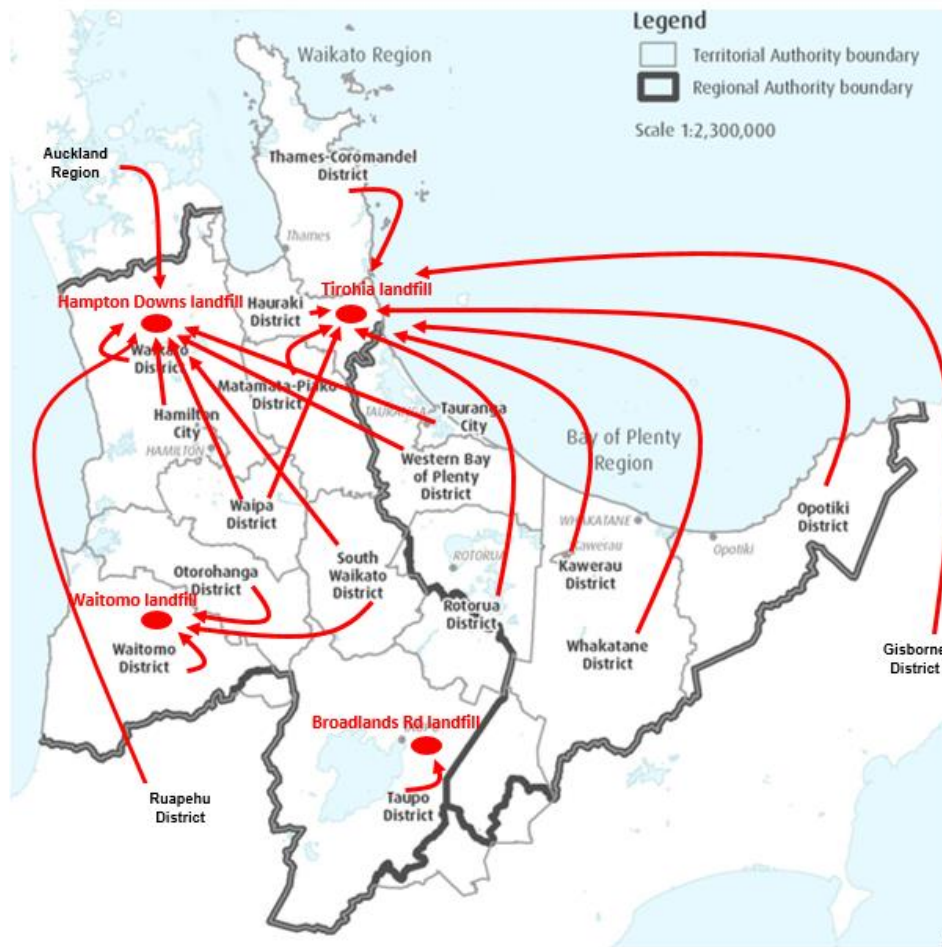 Legend
Territorial Authority boundary
Regional Authority boundary
Scale 1:2,300,000
Waikato Region
Auckland
Region
Thames-Coromandel
District
Thames
Hampton Downs landfill
Hauraki
District
Tirohia landfill
Waikato
District
Matamata-Piako
District
Hamilton
City
HAMILTON
TAURANGA
Tauranga
City
Bay of Plenty
Region
Western Bay
of Plenty
District
Waipa
District
WHAKATANE
Opotiki
District
Opotiki
Kawerau
Kawerau
District
ROTORUA
South
Waikato
District
Otorohanga
District
Waitomo landfill
Waitomo
District
Rotorua
District
Whakatane
District
Gisborne
District
Broadlands Rd landfill
Taupo
District
Ruapehu
District